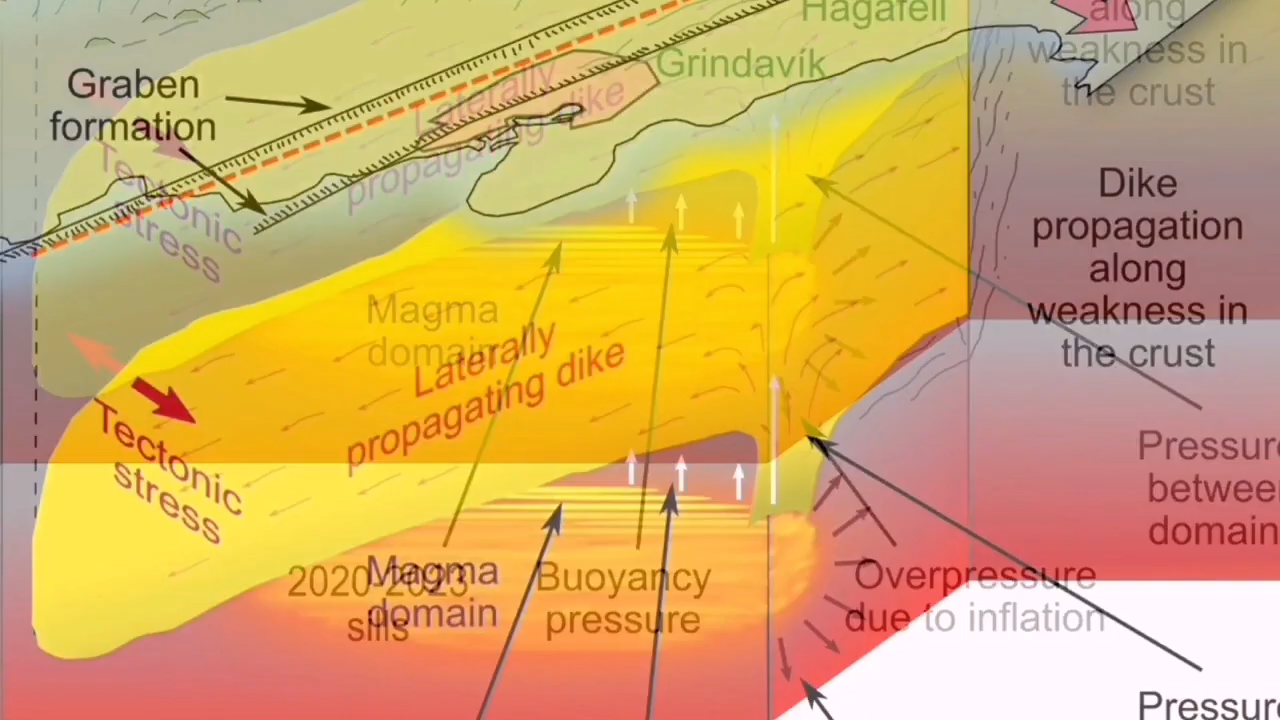 Hagafell
along
weakness in
the crust
Grindavík
Graben
formation
Laterally
propagating dike
Tectonic
stress
Dike
propagation
along
weakness in
the crust
Magma
domain
Laterally
propagating dike
Tectonic
stress
Pressure
between
domain
2020-2023
sills
Magma
domain
Buoyancy
pressure
Overpressure
due to inflation
Pressure